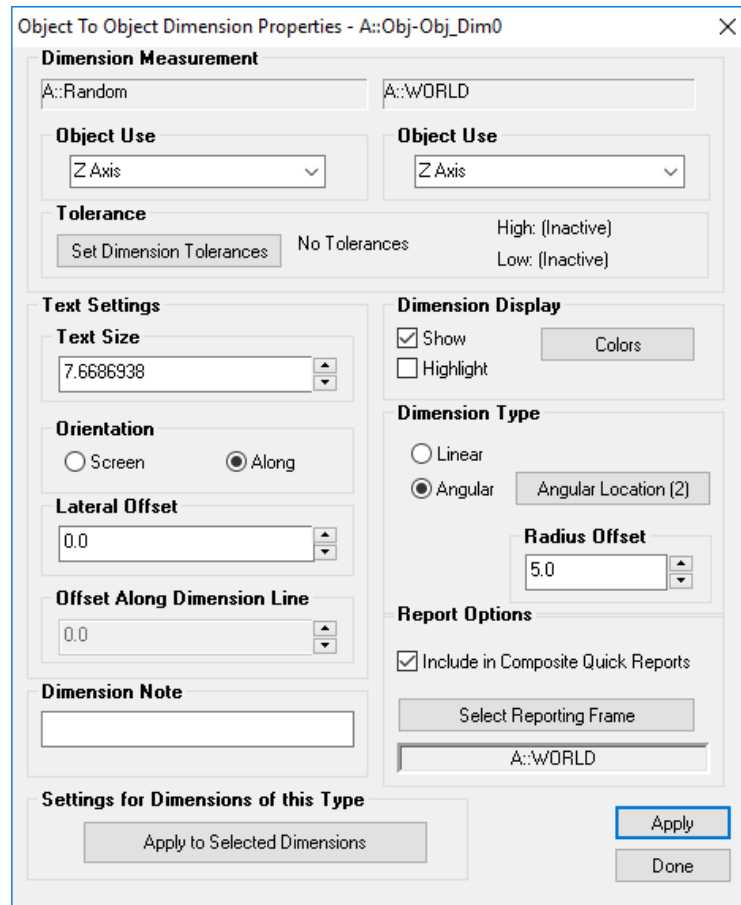 Object To Object Dimension Properties - A::Obj-Obj_Dim0
Dimension Measurement
A::Random
A::WORLD
Object Use
Z Axis
Object Use
Z Axis
Tolerance
Set Dimension Tolerances
No Tolerances
High: (Inactive)
Low: (Inactive)
Text Settings
Text Size
7.6686938
Orientation
Screen
Along
Lateral Offset
0.0
Offset Along Dimension Line
0.0
Dimension Note
Dimension Display
Show
Highlight
Colors
Dimension Type
Linear
Angular
Angular Location (2)
Radius Offset
5.0
Report Options
Include in Composite Quick Reports
Select Reporting Frame
A::WORLD
Settings for Dimensions of this Type
Apply to Selected Dimensions
Apply
Done